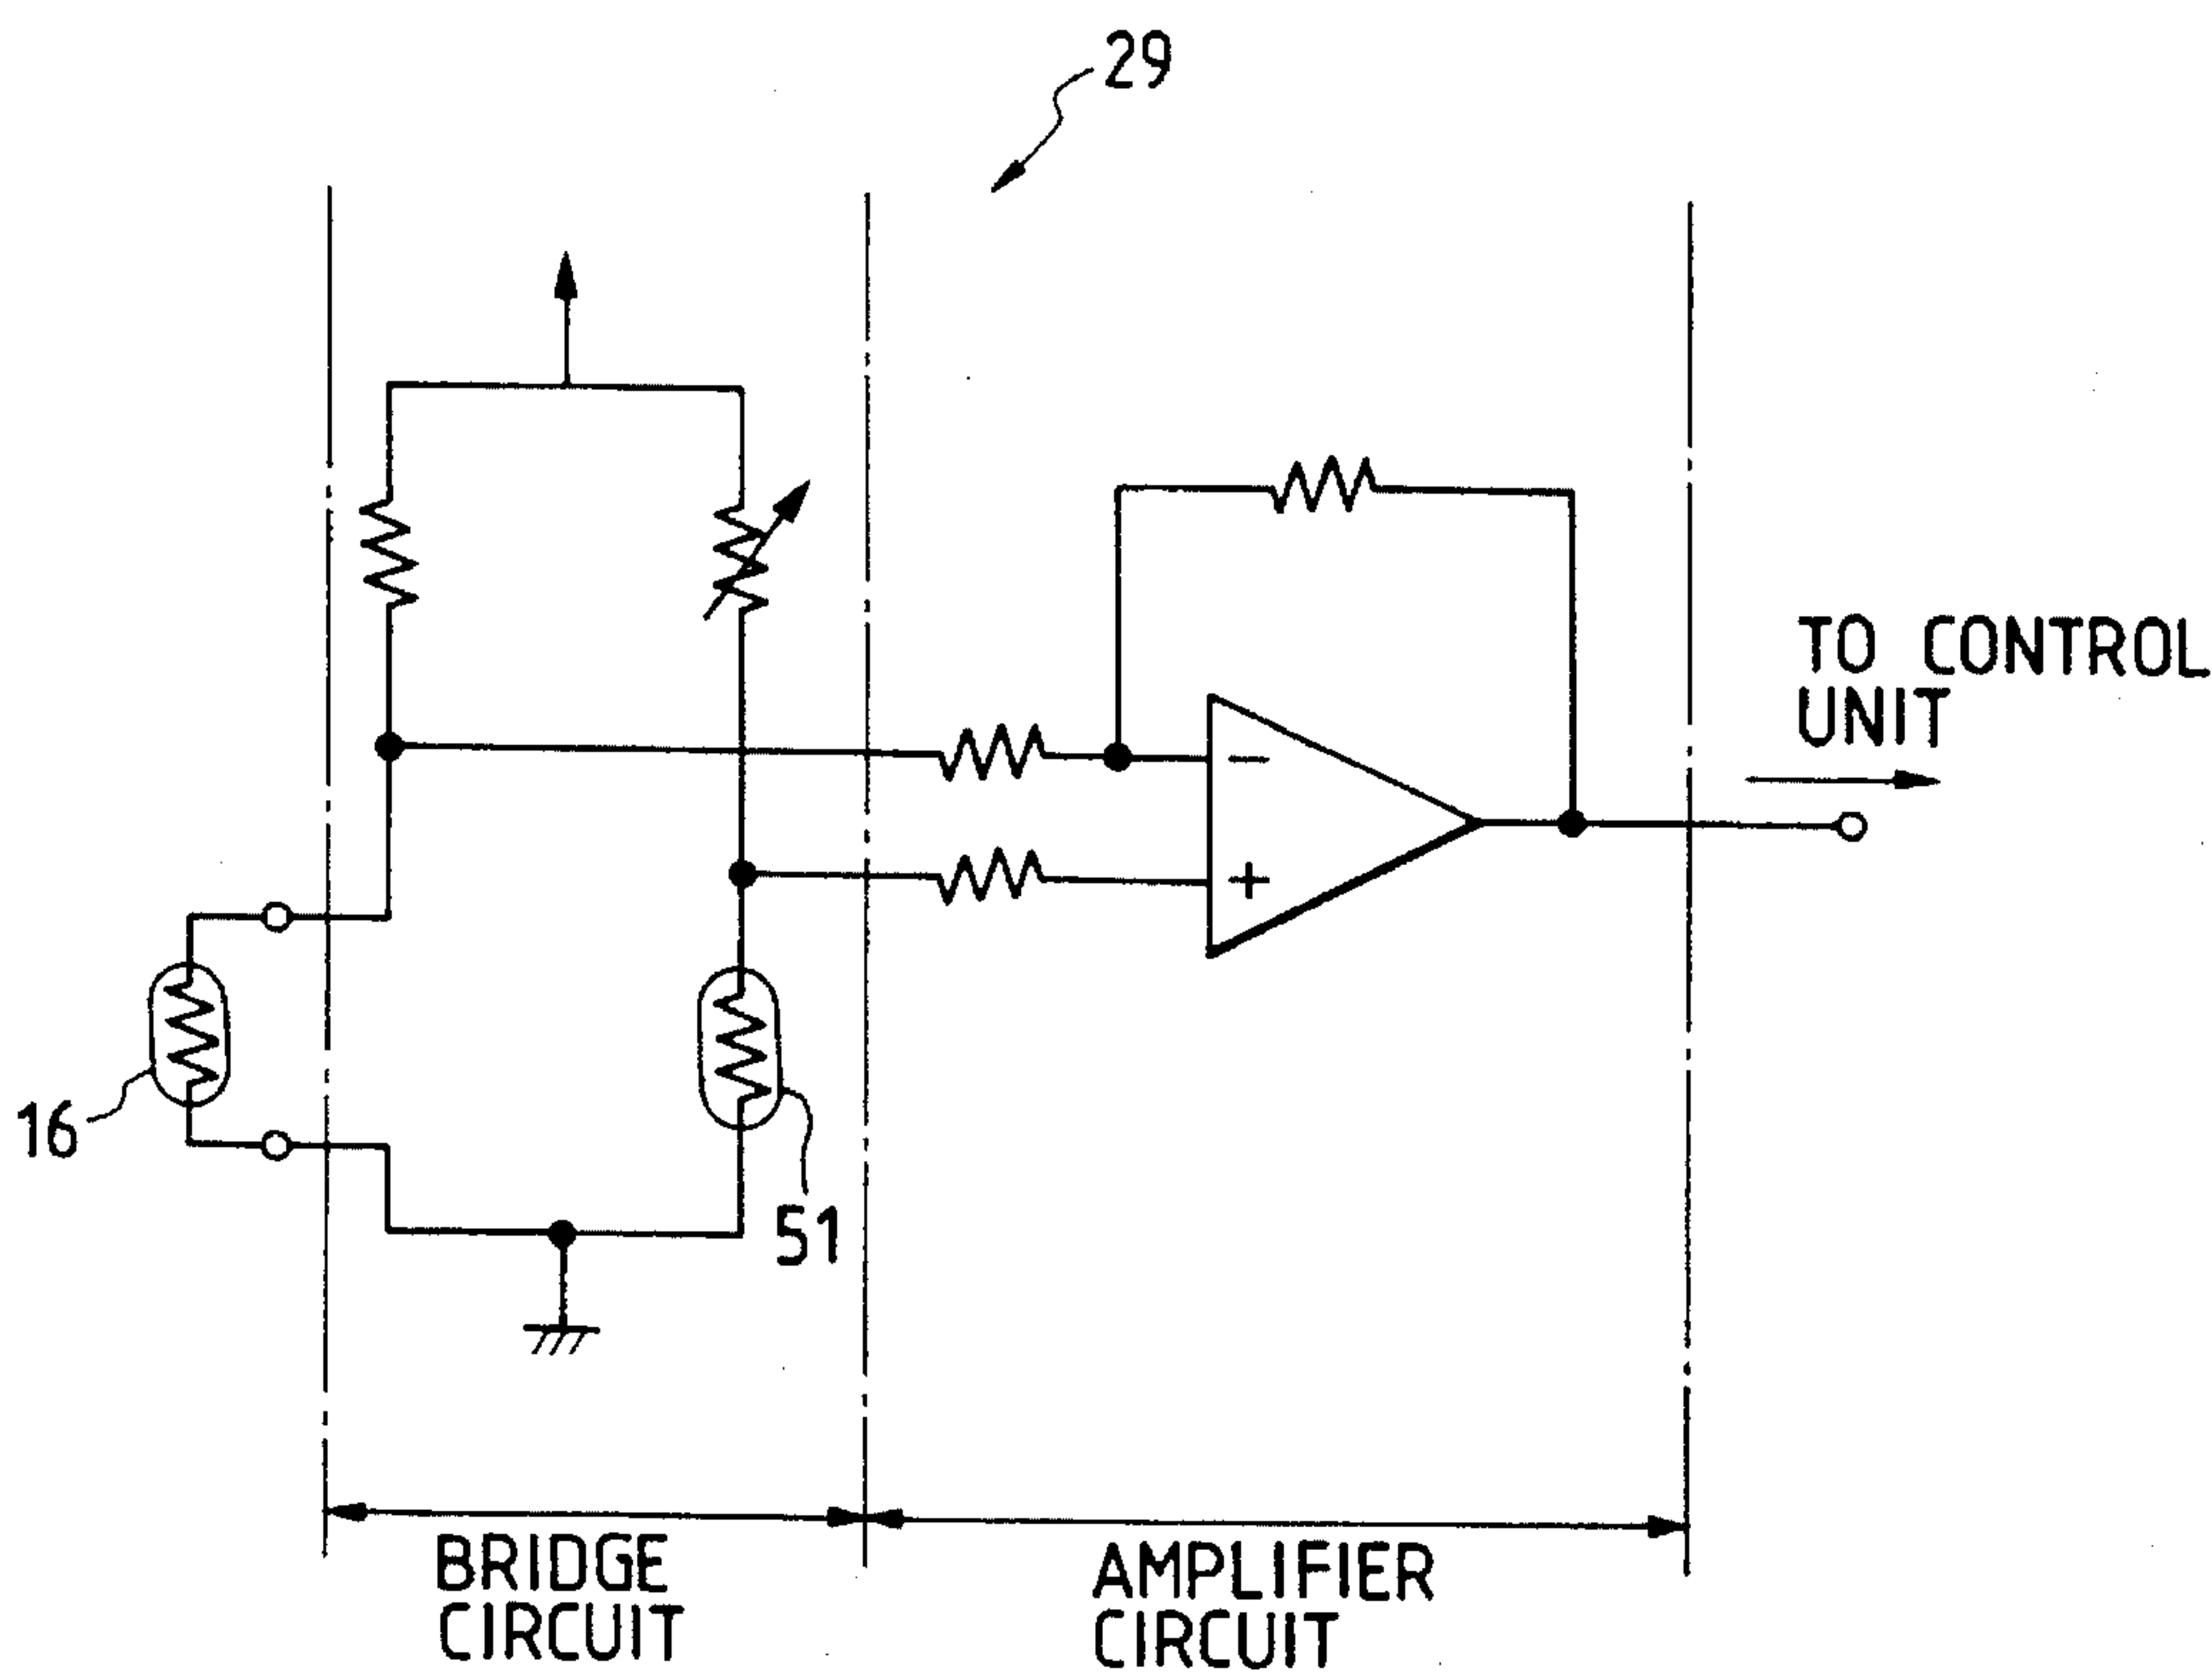 29
TO CONTROL
UNIT
−
+
16
51
BRIDGE
CIRCUIT
AMPLIFIER
CIRCUIT